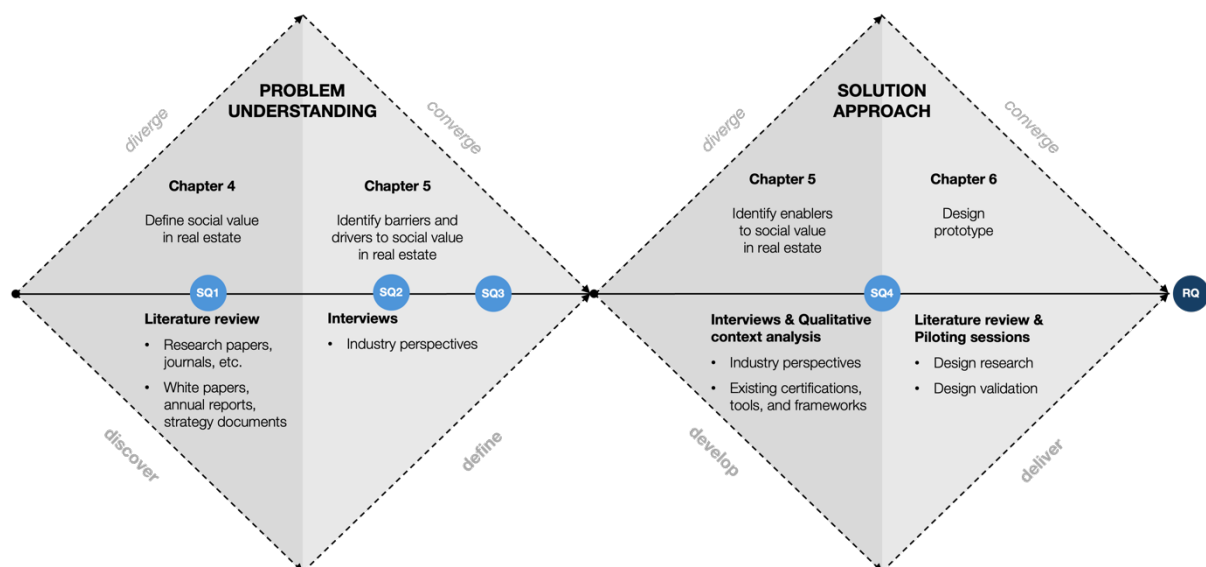 PROBLEM
UNDERSTANDING
diverge
converge
Chapter 4
Define social value
in real estate
Chapter 5
Identify barriers and
drivers to social value
in real estate
SQ1
SQ2
SQ3
Literature review
• Research papers,
journals, etc.
• White papers,
annual reports,
strategy documents
Interviews
• Industry perspectives
discover
define
SOLUTION
APPROACH
diverge
converge
Chapter 5
Identify enablers
to social value
in real estate
Chapter 6
Design
prototype
SQ4
RQ
Interviews & Qualitative
context analysis
• Industry perspectives
• Existing certifications,
tools, and frameworks
Literature review &
Piloting sessions
• Design research
• Design validation
develop
deliver